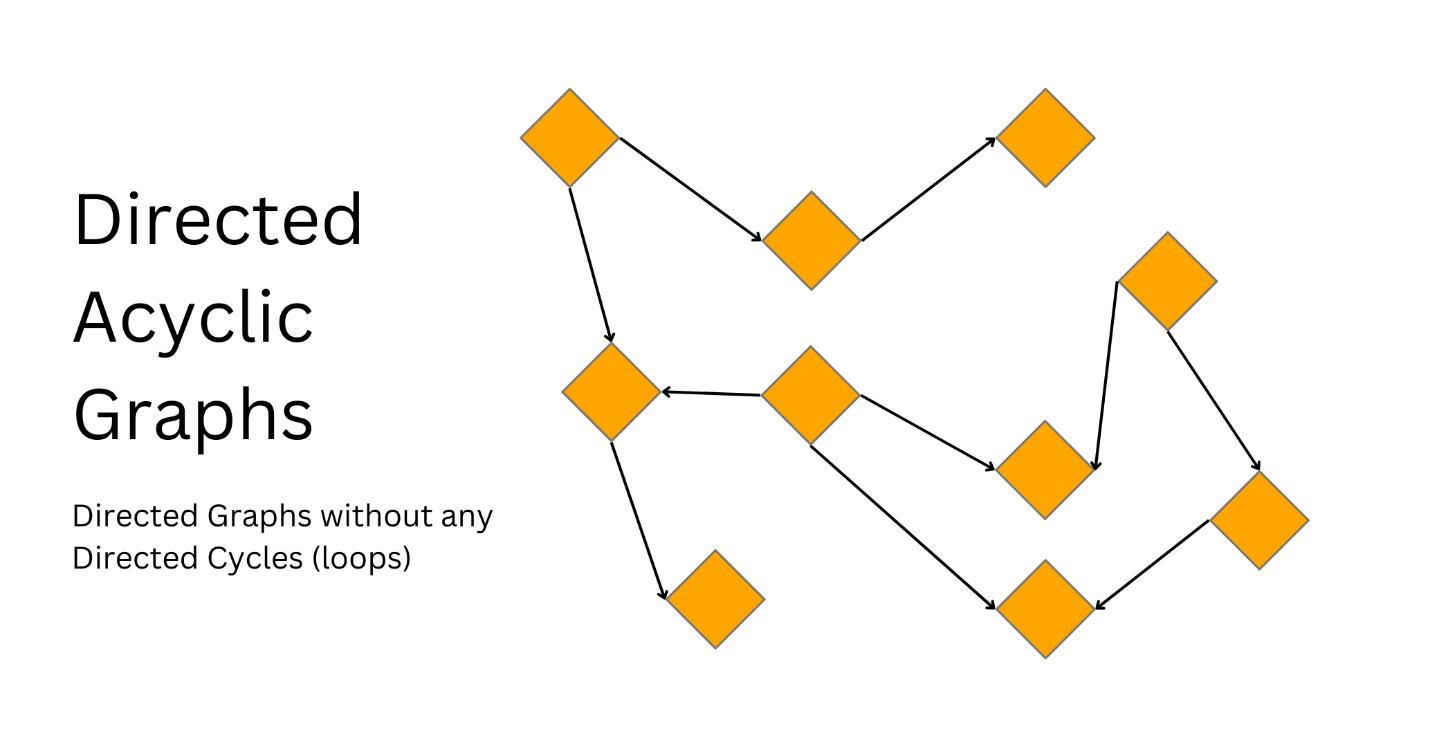 Directed
Acyclic
Graphs
Directed Graphs without any
Directed Cycles (loops)